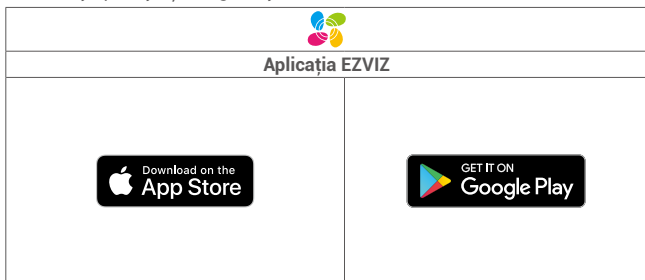 Aplicația EZVIZ
Download on the
App Store
GET IT ON
Google Play